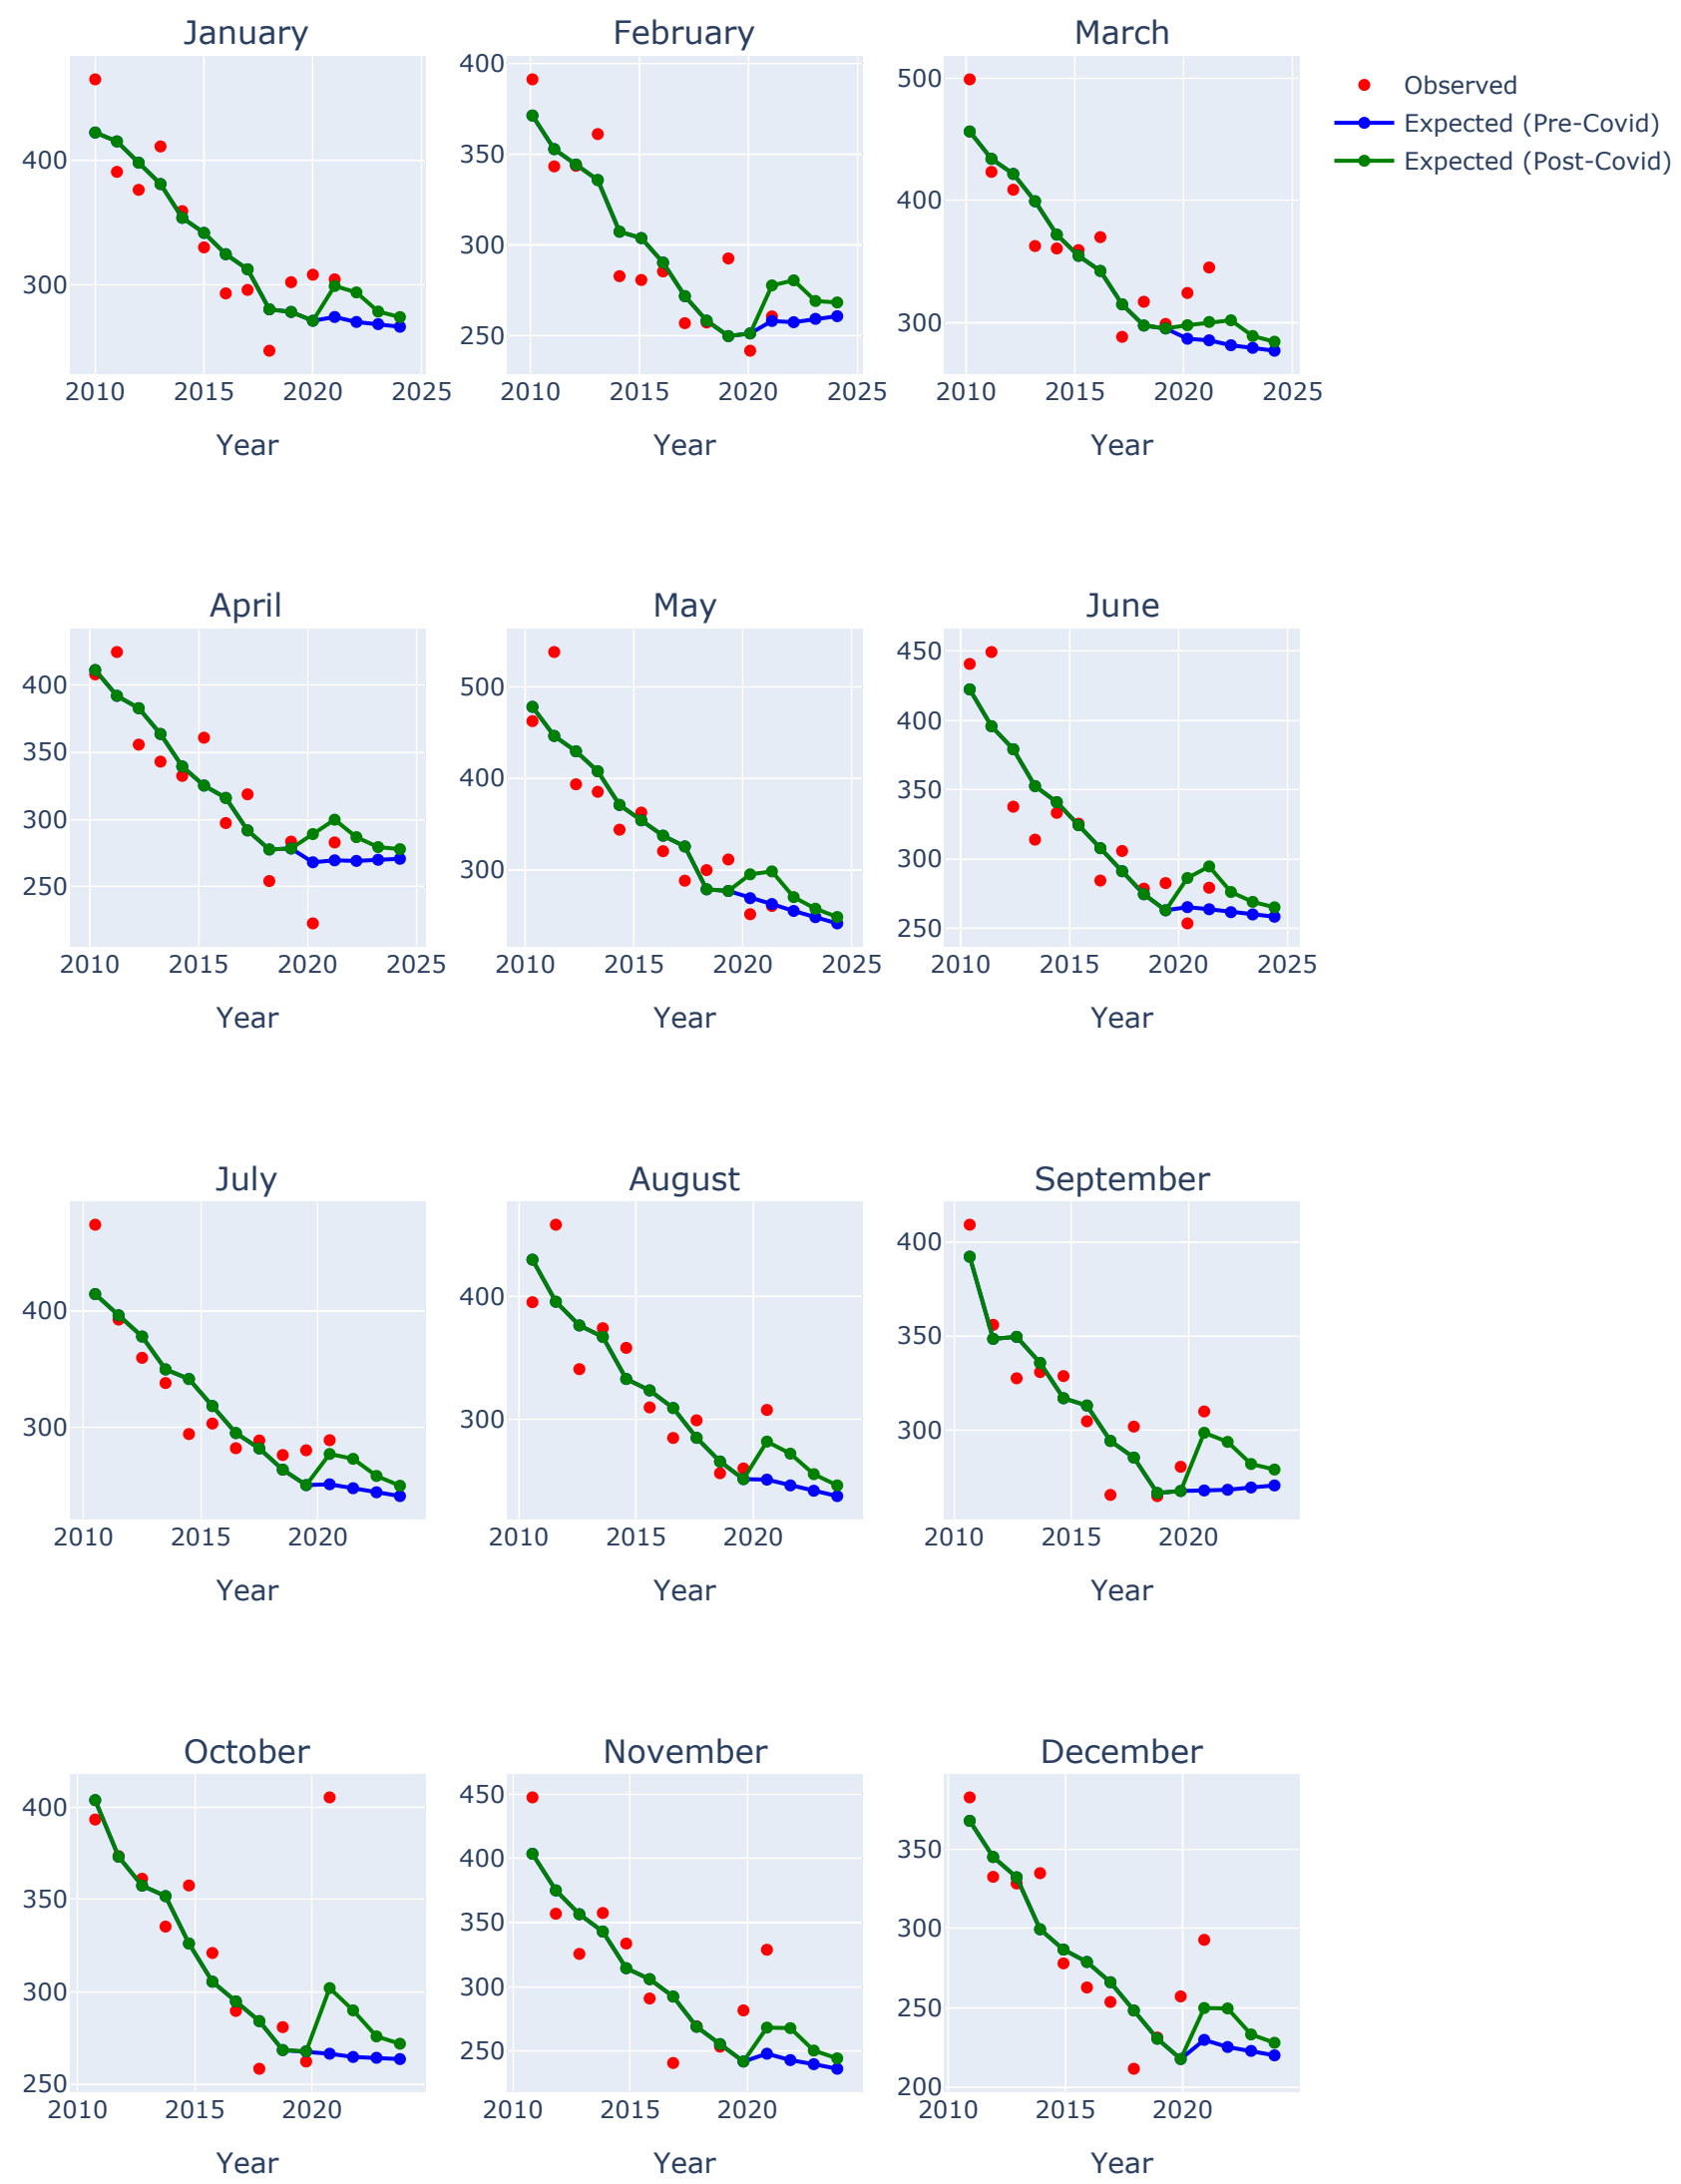 January February March
400
300
2010 2015 2020 2025
Year
400
350
300
250
2010 2015 2020 2025
Year
500
400
300
2010 2015 2020 2025
Year
Observed
Expected (Pre-Covid)
Expected (Post-Covid)
April May June
400
350
300
250
2010 2015 2020 2025
Year
500
400
300
2010 2015 2020 2025
Year
450
400
350
300
250
2010 2015 2020 2025
Year
July August September
400
300
2010 2015 2020
Year
400
300
2010 2015 2020
Year
400
350
300
2010 2015 2020
Year
October November December
400
350
300
250
2010 2015 2020
Year
450
400
350
300
250
2010 2015 2020
Year
350
300
250
200
2010 2015 2020
Year